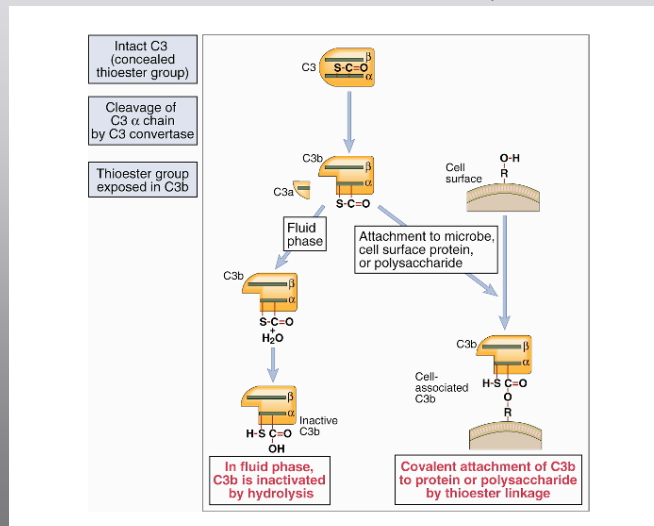 Intact C3
(concealed
thioester group)
Cleavage of
C3 α chain
by C3 convertase
Thioester group
exposed in C3b
C3
β
S-C=O
α
C3b
β
α
C3a
S-C=O
Cell
surface
O-H
R
Fluid
phase
Attachment to microbe,
cell surface protein,
or polysaccharide
C3b
β
α
S-C=O
+
H₂O
β
α
Inactive
C3b
H-S C=O
OH
In fluid phase,
C3b is inactivated
by hydrolysis
C3b
β
α
Cell-
associated
C3b
H-S C=O
O
R
Covalent attachment of C3b
to protein or polysaccharide
by thioester linkage